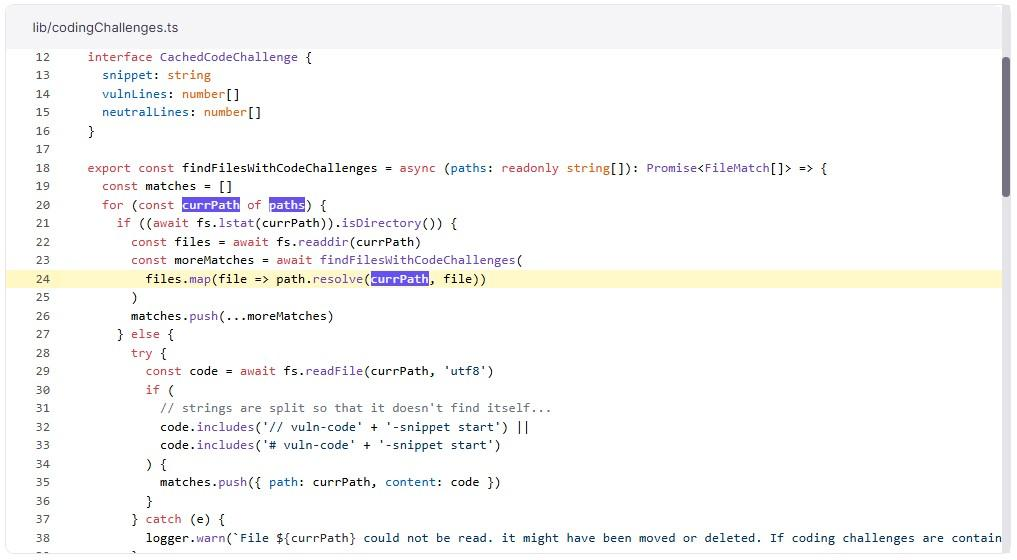 lib/codingChallenges.ts
12 interface CachedCodeChallenge {
13 snippet: string
14 vulnLines: number[]
15 neutralLines: number[]
16 }
17
18 export const findFilesWithCodeChallenges = async (paths: readonly string[]): Promise<FileMatch[]> => {
19 const matches = []
20 for (const currPath of paths) {
21 if ((await fs.lstat(currPath)).isDirectory()) {
22 const files = await fs.readdir(currPath)
23 const moreMatches = await findFilesWithCodeChallenges(
24 files.map(file => path.resolve(currPath, file))
25 )
26 matches.push(...moreMatches)
27 } else {
28 try {
29 const code = await fs.readFile(currPath, 'utf8')
30 if (
31 // strings are split so that it doesn't find itself...
32 code.includes('// vuln-code' + '-snippet start') ||
33 code.includes('# vuln-code' + '-snippet start')
34 ) {
35 matches.push({ path: currPath, content: code })
36 }
37 } catch (e) {
38 logger.warn(`File ${currPath} could not be read. it might have been moved or deleted. If coding challenges are contain